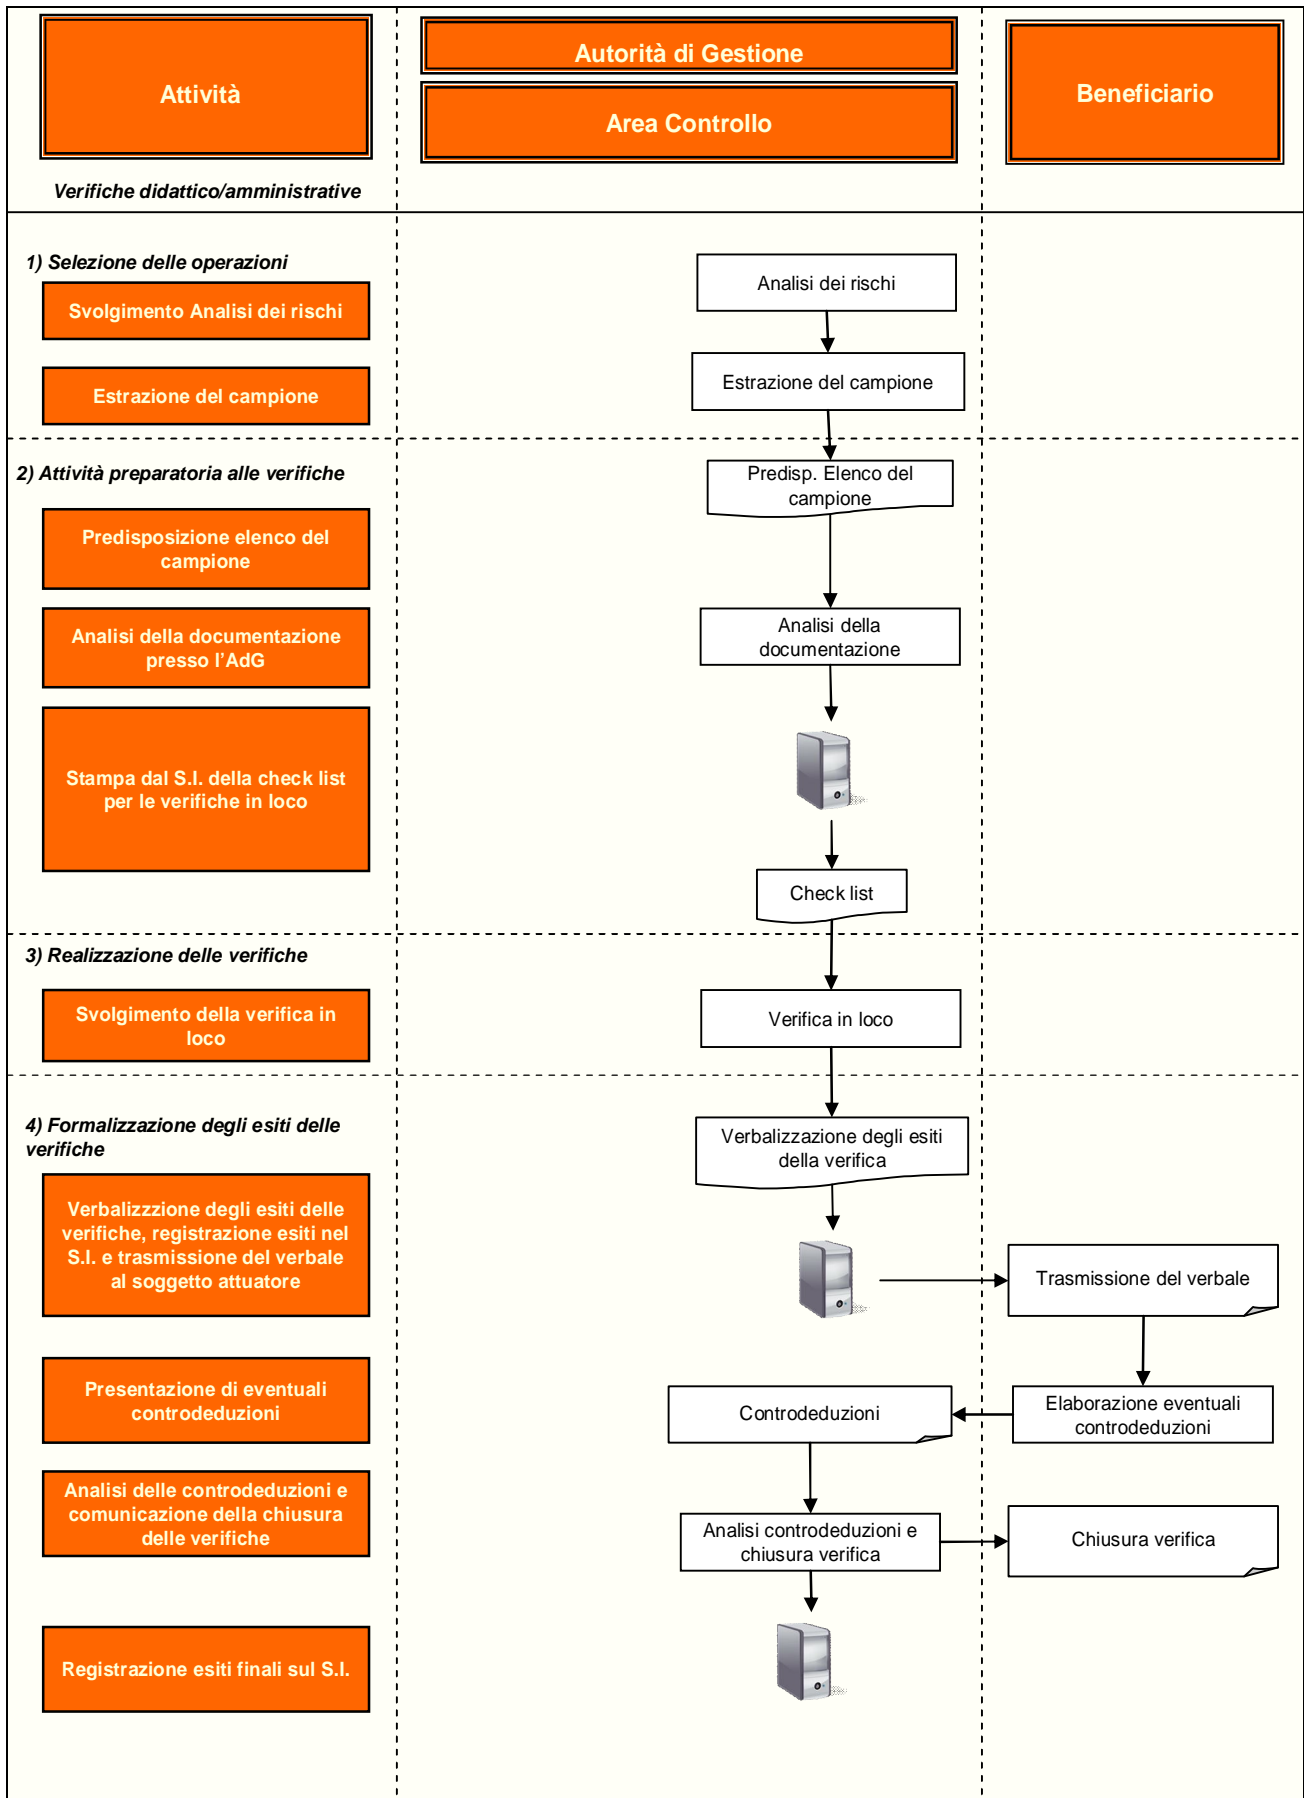 Attività
Autorità di Gestione
Area Controllo
Beneficiario
Verifiche didattico/amministrative
1) Selezione delle operazioni
Svolgimento Analisi dei rischi
Analisi dei rischi
Estrazione del campione
Estrazione del campione
2) Attività preparatoria alle verifiche
Predisp. Elenco del
campione
Predisposizione elenco del
campione
Analisi della documentazione
presso l'AdG
Analisi della
documentazione
Stampa dal S.I. della check list
per le verifiche in loco
Check list
3) Realizzazione delle verifiche
Svolgimento della verifica in
loco
Verifica in loco
4) Formalizzazione degli esiti delle
verifiche
Verbalizzazione degli esiti
della verifica
Verbalizzzione degli esiti delle
verifiche, registrazione esiti nel
S.I. e trasmissione del verbale
al soggetto attuatore
Trasmissione del verbale
Presentazione di eventuali
controdeduzioni
Controdeduzioni
Elaborazione eventuali
controdeduzioni
Analisi delle controdeduzioni e
comunicazione della chiusura
delle verifiche
Analisi controdeduzioni e
chiusura verifica
Chiusura verifica
Registrazione esiti finali sul S.I.